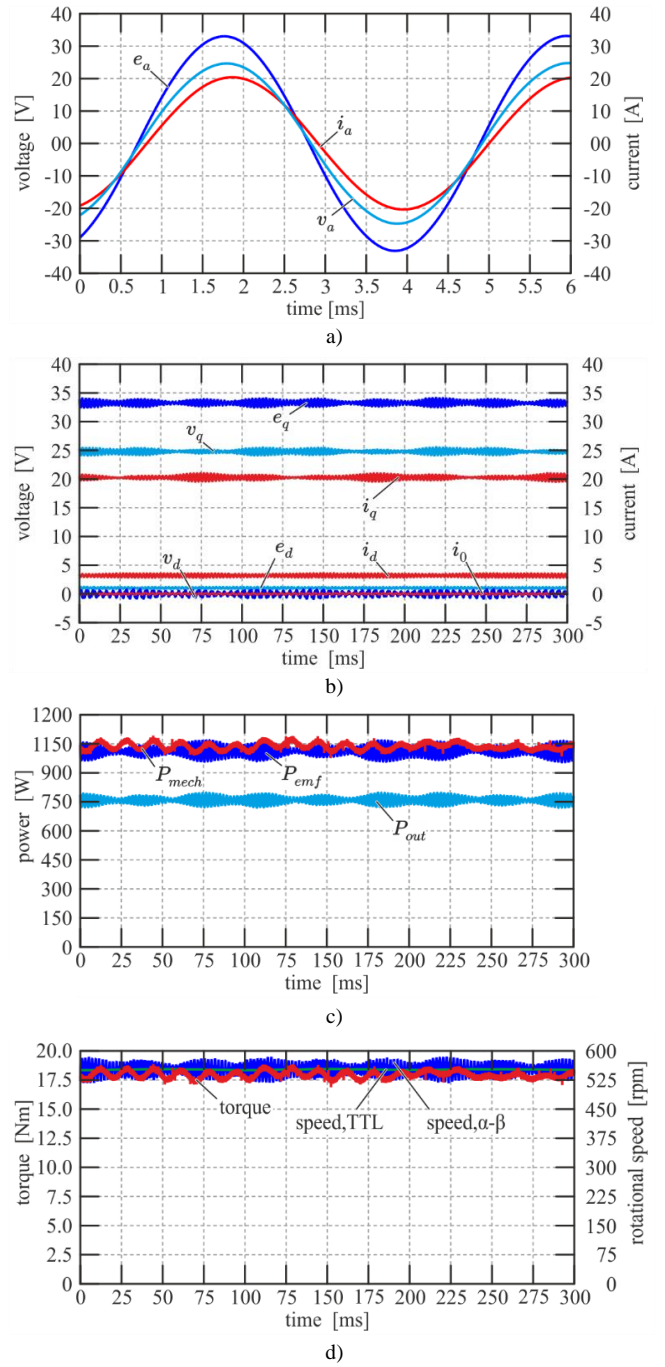 40 40
30 30
20 20
10 10
00 00
-10 -10
-20 -20
-30 -30
-40 -40
voltage [V]
current [A]
e_a
i_a
v_a
0 0.5 1 1.5 2 2.5 3 3.5 4 4.5 5 5.5 6
time [ms]
a)
40 40
35 35
30 30
25 25
20 20
15 15
10 10
5 5
0 0
-5 -5
voltage [V]
current [A]
e_q
v_q
i_q
v_d e_d i_d i_0
0 25 50 75 100 125 150 175 200 225 250 275 300
time [ms]
b)
1200
1150
900
750
600
450
300
150
0
power [W]
P_mech P_emf
P_out
0 25 50 75 100 125 150 175 200 225 250 275 300
time [ms]
c)
20.0 600
17.5 525
15.0 450
12.5 375
10.0 300
7.5 225
5.0 150
2.5 75
0 0
torque [Nm]
rotational speed [rpm]
torque speed,TTL speed,α-β
0 25 50 75 100 125 150 175 200 225 250 275 300
time [ms]
d)